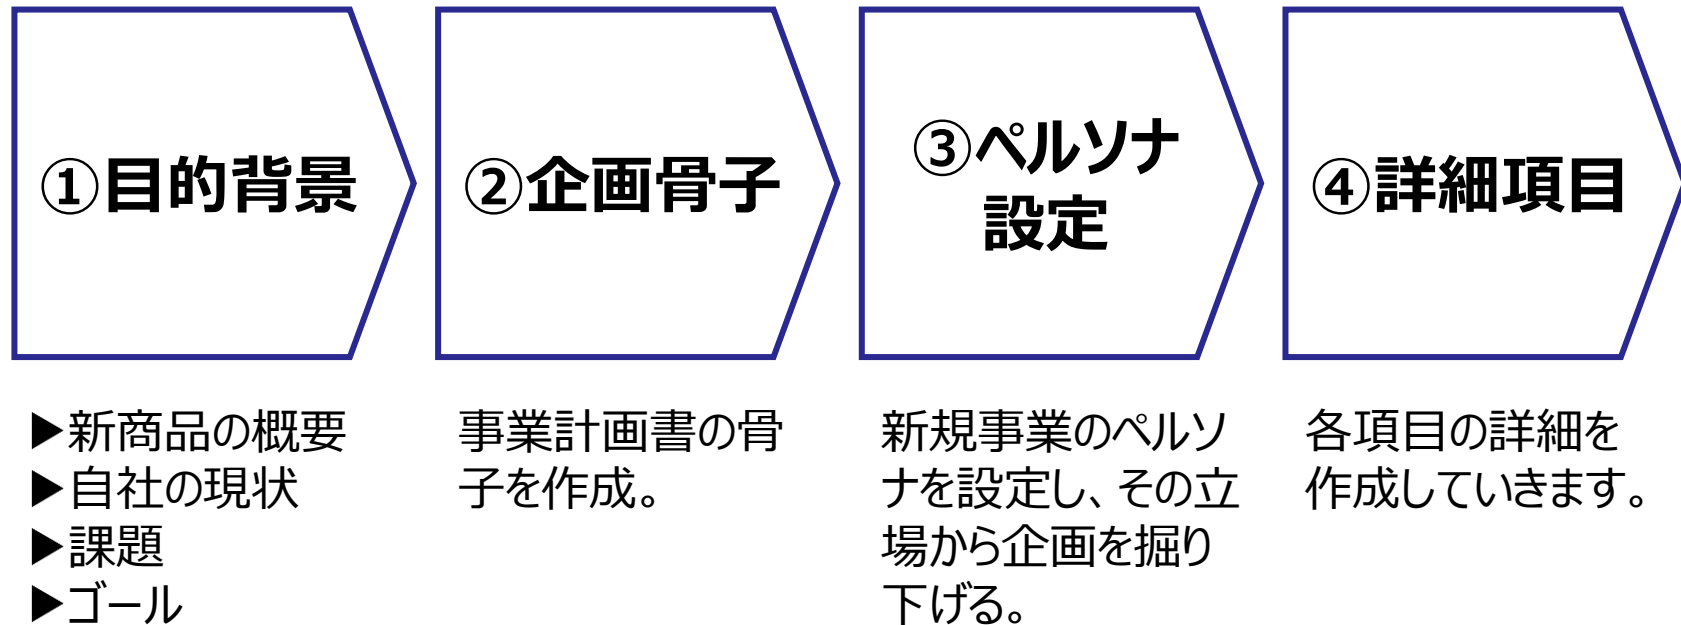 ①目的背景
②企画骨子
③ペルソナ
設定
④詳細項目
▶新商品の概要
▶自社の現状
▶課題
▶ゴール
事業計画書の骨
子を作成。
新規事業のペルソ
ナを設定し、その立
場から企画を掘り
下げる。
各項目の詳細を
作成していきます。